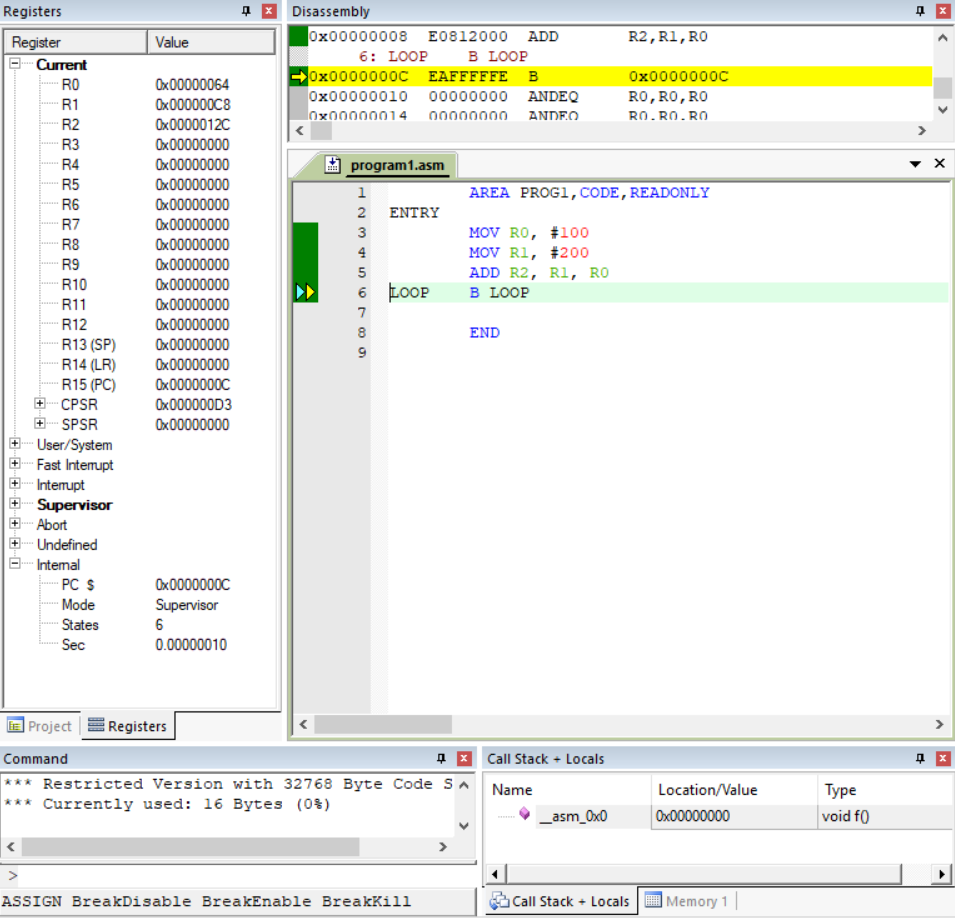 Registers
Register Value
Current
R0 0x00000064
R1 0x000000C8
R2 0x0000012C
R3 0x00000000
R4 0x00000000
R5 0x00000000
R6 0x00000000
R7 0x00000000
R8 0x00000000
R9 0x00000000
R10 0x00000000
R11 0x00000000
R12 0x00000000
R13 (SP) 0x00000000
R14 (LR) 0x00000000
R15 (PC) 0x0000000C
CPSR 0x000000D3
SPSR 0x00000000
User/System
Fast Interrupt
Interrupt
Supervisor
Abort
Undefined
Internal
PC $ 0x0000000C
Mode Supervisor
States 6
Sec 0.00000010
Project Registers
Disassembly
0x00000008 E0812000 ADD R2,R1,R0
6: LOOP B LOOP
0x0000000C EAFFFFFE B 0x0000000C
0x00000010 00000000 ANDEQ R0,R0,R0
0x00000014 00000000 ANDEQ R0,R0,R0
program1.asm
1 AREA PROG1,CODE,READONLY
2 ENTRY
3 MOV R0, #100
4 MOV R1, #200
5 ADD R2, R1, R0
6 LOOP B LOOP
7
8 END
9
Command
*** Restricted Version with 32768 Byte Code S
*** Currently used: 16 Bytes (0%)
>
ASSIGN BreakDisable BreakEnable BreakKill
Call Stack + Locals
Name Location/Value Type
__asm_0x0 0x00000000 void f()
Call Stack + Locals Memory 1